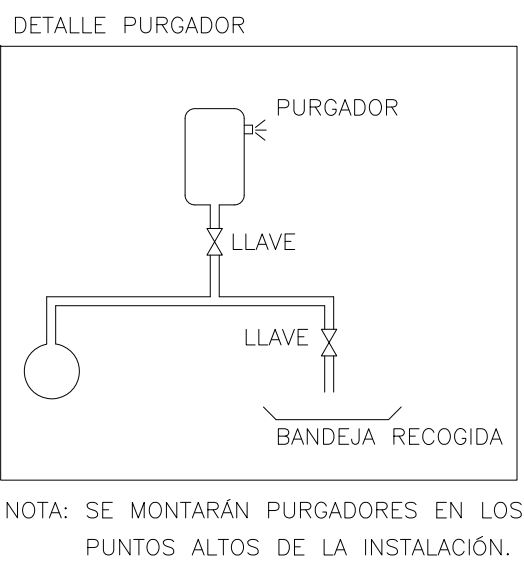 DETALLE PURGADOR
PURGADOR
LLAVE
LLAVE
BANDEJA RECOGIDA
NOTA: SE MONTARÁN PURGADORES EN LOS
PUNTOS ALTOS DE LA INSTALACIÓN.